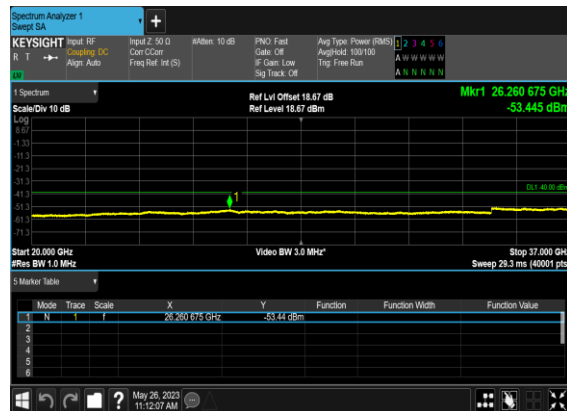 Spectrum Analyzer 1
Swept SA
+
KEYSIGHT Input: RF Input Z: 50 Ω #Atten: 10 dB PNO: Fast Avg Type: Power (RMS) 1 2 3 4 5 6
R T Coupling: DC Corr CCorr Gate: Off Avg|Hold: 100/100 A W W W W W
Align: Auto Freq Ref: Int (S) IF Gain: Low Trig: Free Run
Sig Track: Off A N N N N N
1 Spectrum Ref Lvl Offset 18.67 dB Mkr1 26.260 675 GHz
Scale/Div 10 dB Ref Level 18.67 dBm -53.445 dBm
Log
8.67
-1.33
-11.3
-21.3
-31.3
-41.3 DL1 -40.00 dBm
1
-51.3
-61.3
-71.3
Start 20.000 GHz Video BW 3.0 MHz* Stop 37.000 GHz
#Res BW 1.0 MHz Sweep 29.3 ms (40001 pts)
5 Marker Table
Mode Trace Scale X Y Function Function Width Function Value
1 N 1 f 26.260 675 GHz -53.44 dBm
2
3
4
5
6
? May 26, 2023
11:12:07 AM